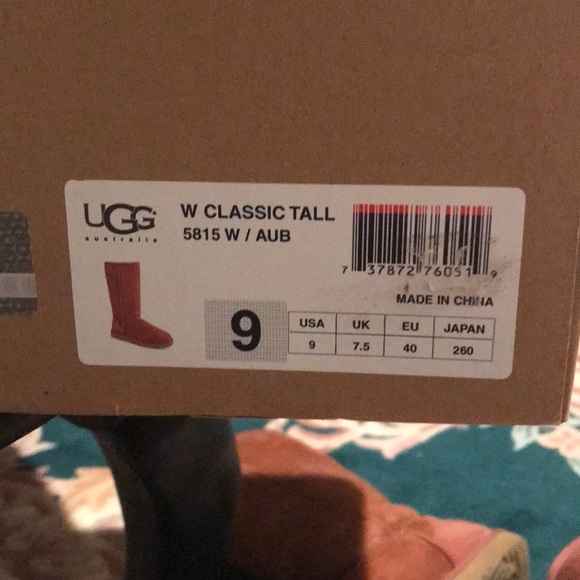 UGG
australia
W CLASSIC TALL
5815 W / AUB
7 37872 76051 9
MADE IN CHINA
9
USA UK EU JAPAN
9 7.5 40 260